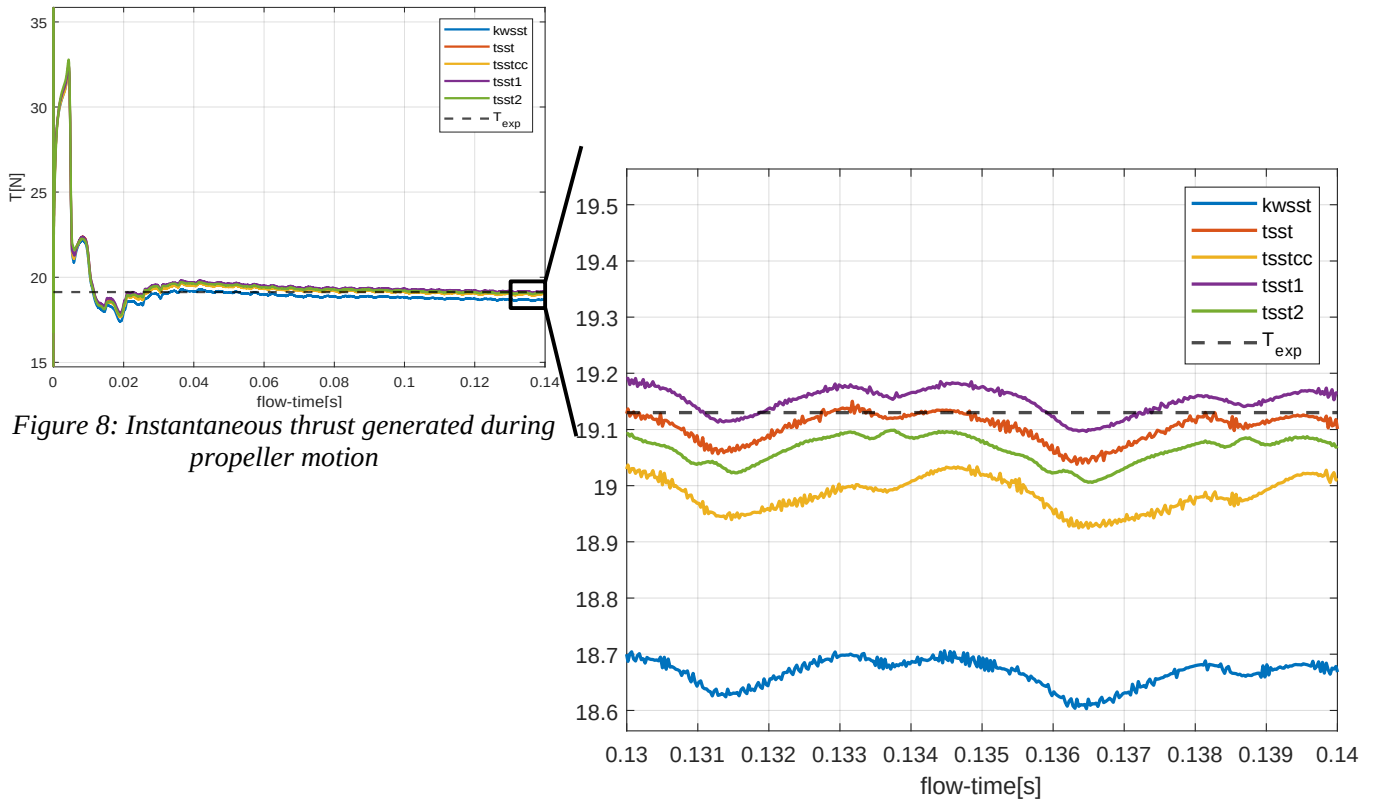 35
30
25
20
15
T[N]
0
0.02
0.04
0.06
0.08
0.1
0.12
0.14
flow-time[s]
kwsst
tsst
tsstcc
tsst1
tsst2
T_exp
Figure 8: Instantaneous thrust generated during
propeller motion
19.5
19.4
19.3
19.2
19.1
19
18.9
18.8
18.7
18.6
0.13
0.131
0.132
0.133
0.134
0.135
0.136
0.137
0.138
0.139
0.14
flow-time[s]
kwsst
tsst
tsstcc
tsst1
tsst2
T_exp